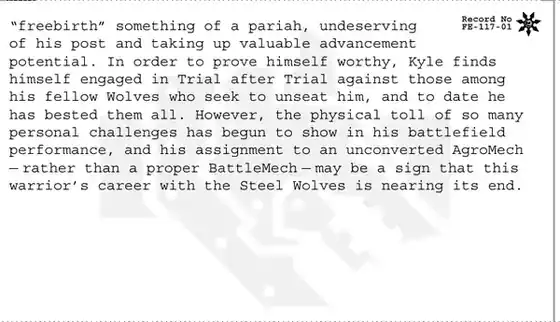 "freebirth" something of a pariah, undeserving
of his post and taking up valuable advancement
potential. In order to prove himself worthy, Kyle finds
himself engaged in Trial after Trial against those among
his fellow Wolves who seek to unseat him, and to date he
has bested them all. However, the physical toll of so many
personal challenges has begun to show in his battlefield
performance, and his assignment to an unconverted AgroMech
—rather than a proper BattleMech—may be a sign that this
warrior's career with the Steel Wolves is nearing its end.
Record No
FE-117-01